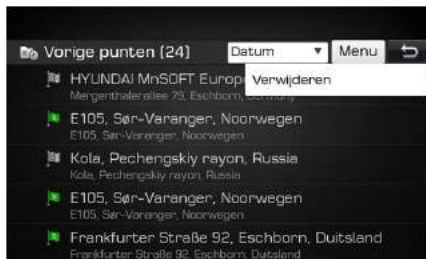 Vorige punten (24) Datum Menu
Verwijderen
HYUNDAI MnSOFT Europ
Mergenthalerallee 79, Eschborn,
E105, Sør-Varanger, Noorwegen
E105, Sør-Varanger, Noorwegen
Kola, Pechengskiy rayon, Russia
Kola, Pechengskiy rayon, Russia
E105, Sør-Varanger, Noorwegen
E105, Sør-Varanger, Noorwegen
Frankfurter Straße 92, Eschborn, Duitsland
Frankfurter Straße 92, Eschborn, Duitsland